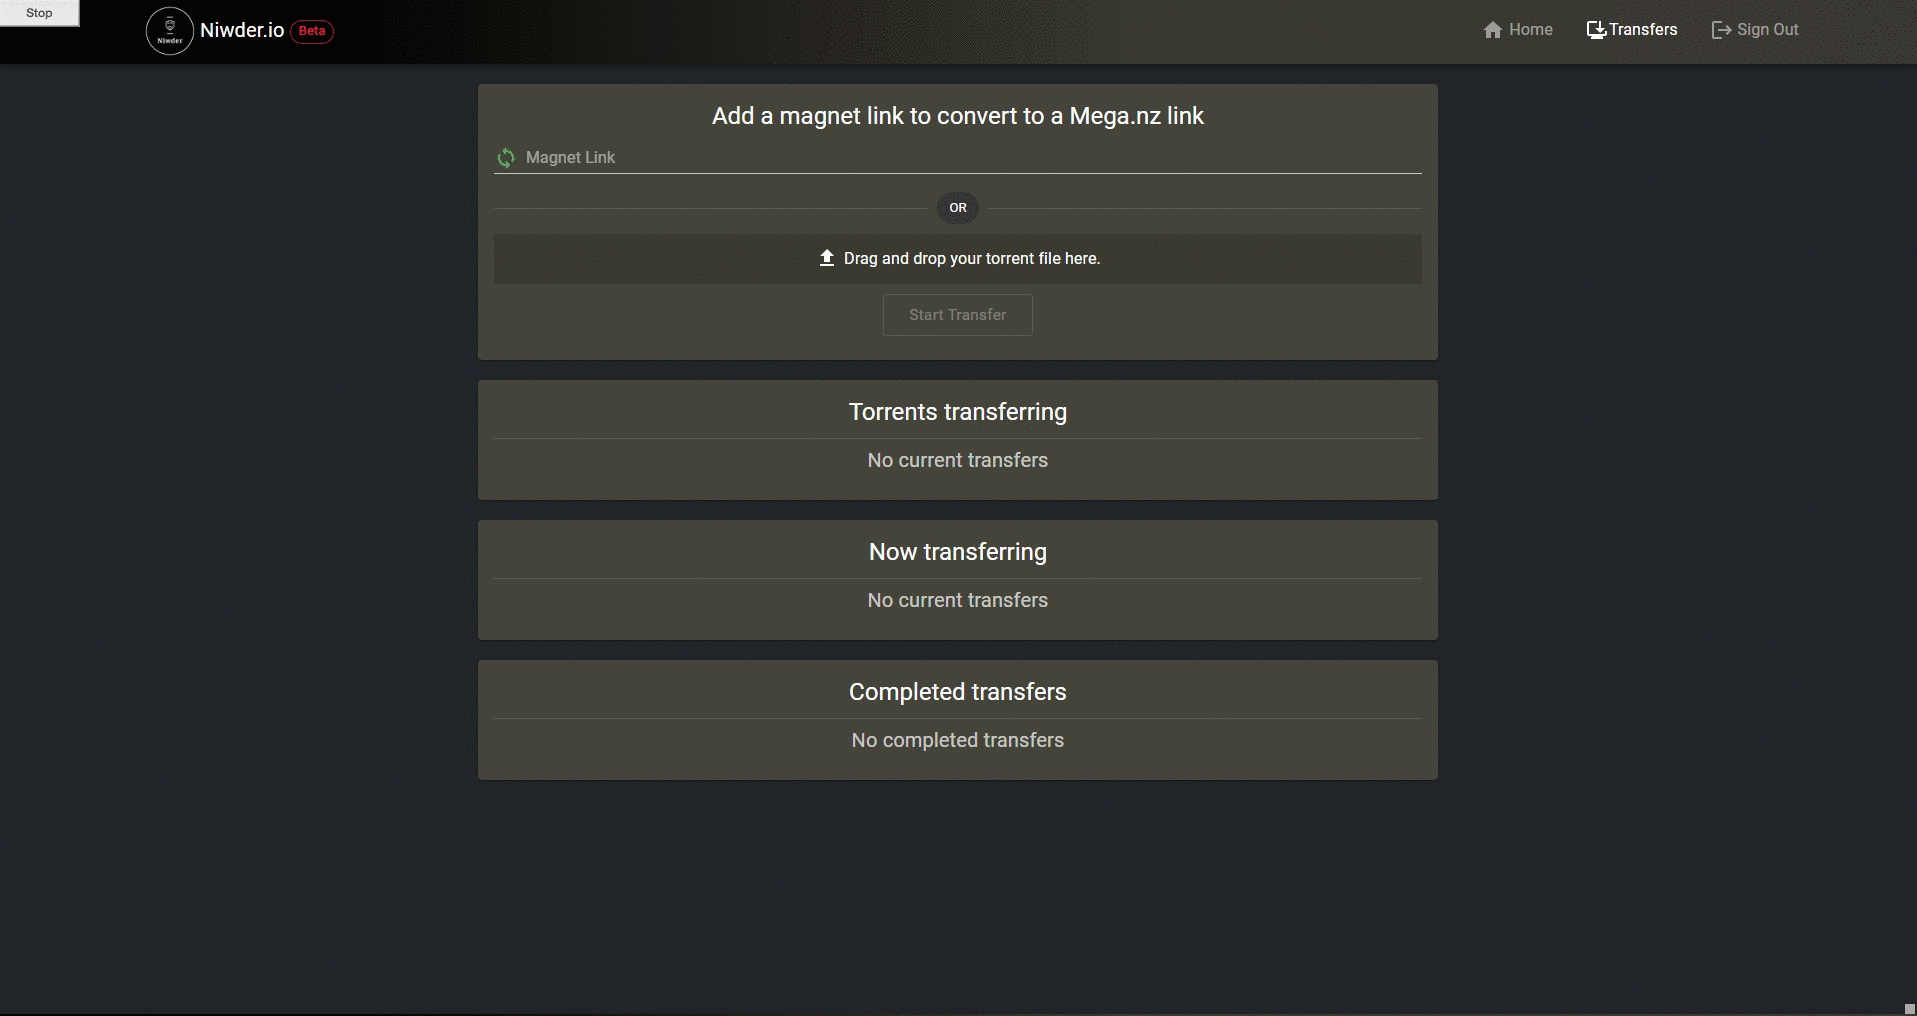 Stop
Niwder
Niwder.io Beta
Home Transfers Sign Out
Add a magnet link to convert to a Mega.nz link
Magnet Link
OR
Drag and drop your torrent file here.
Start Transfer
Torrents transferring
No current transfers
Now transferring
No current transfers
Completed transfers
No completed transfers